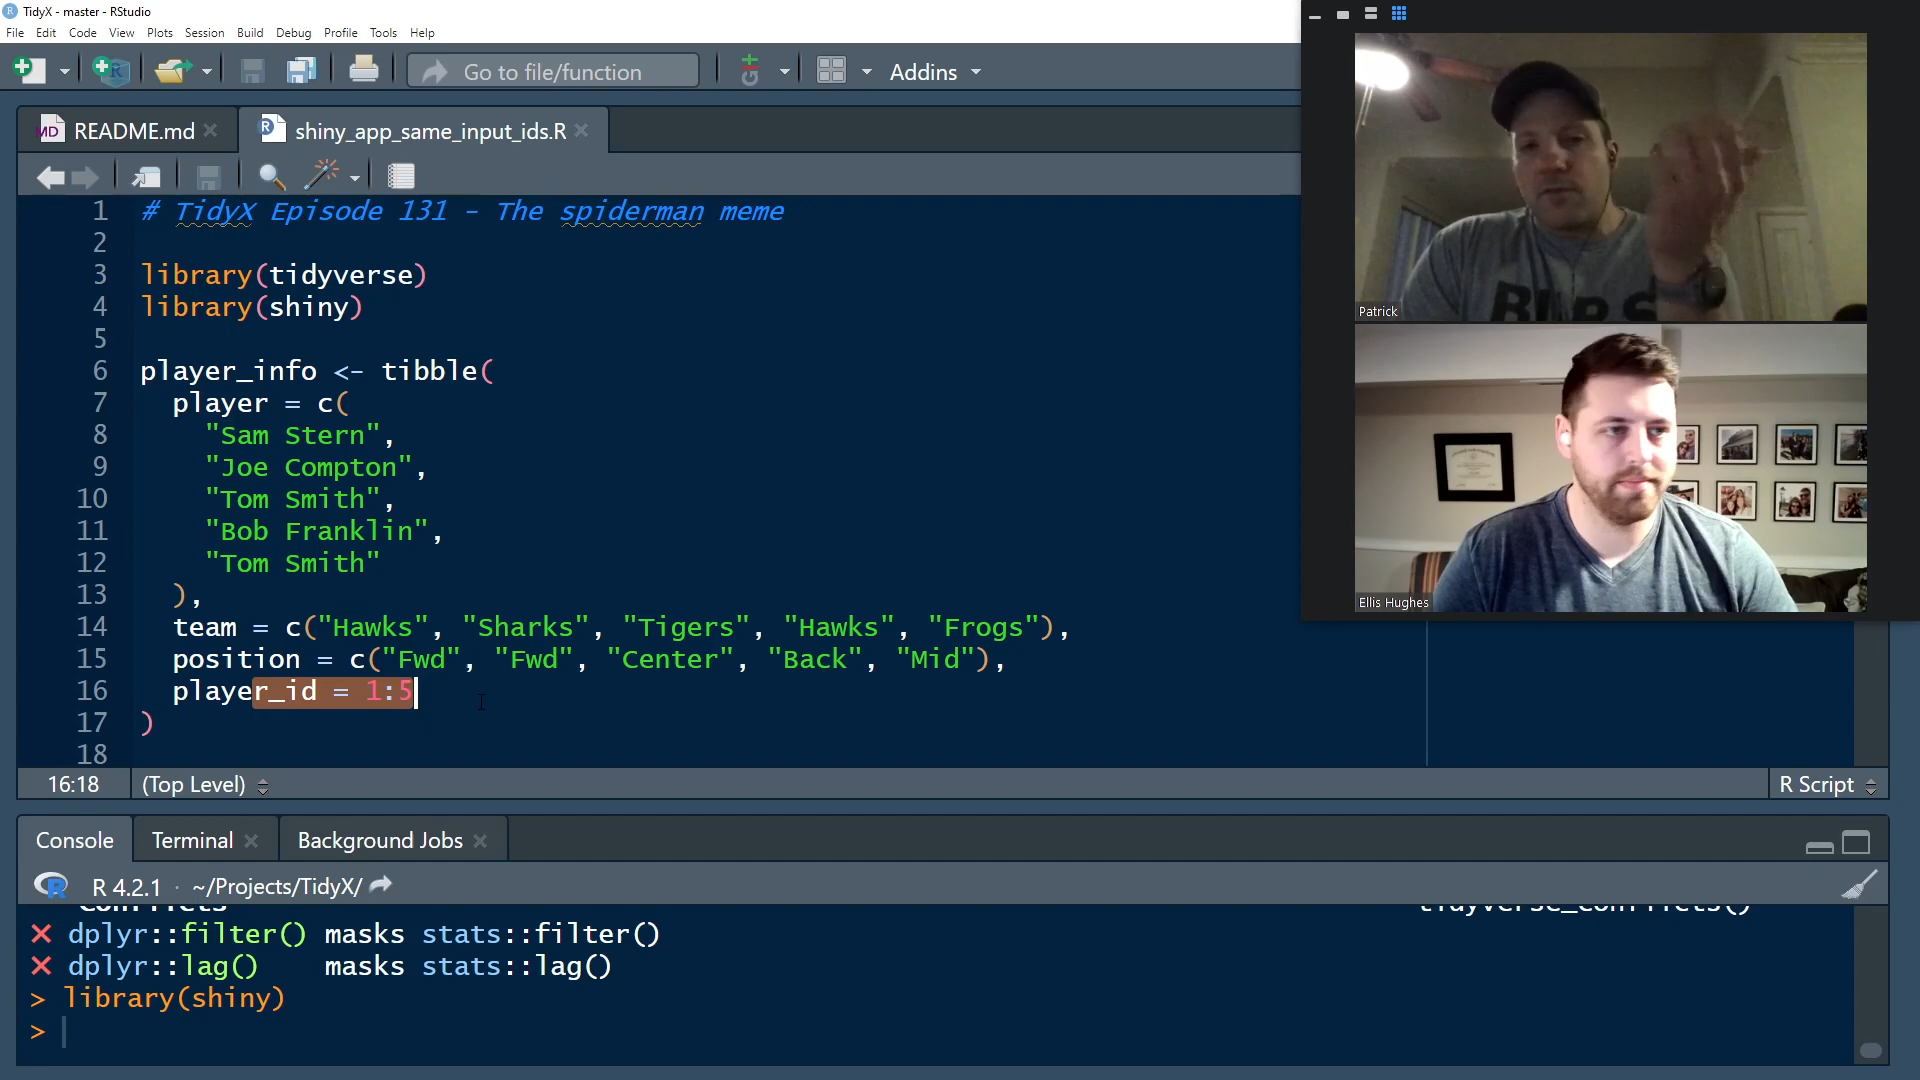 TidyX - master - RStudio
File Edit Code View Plots Session Build Debug Profile Tools Help
Go to file/function Addins
README.md shiny_app_same_input_ids.R
1 # TidyX Episode 131 - The spiderman meme
2
3 library(tidyverse)
4 library(shiny)
5
6 player_info <- tibble(
7 player = c(
8 "Sam Stern",
9 "Joe Compton",
10 "Tom Smith",
11 "Bob Franklin",
12 "Tom Smith"
13 ),
14 team = c("Hawks", "Sharks", "Tigers", "Hawks", "Frogs"),
15 position = c("Fwd", "Fwd", "Center", "Back", "Mid"),
16 player_id = 1:5
17 )
18
16:18 (Top Level) R Script
Console Terminal Background Jobs
R 4.2.1 · ~/Projects/TidyX/
✖ dplyr::filter() masks stats::filter()
✖ dplyr::lag() masks stats::lag()
> library(shiny)
>
Patrick
Ellis Hughes